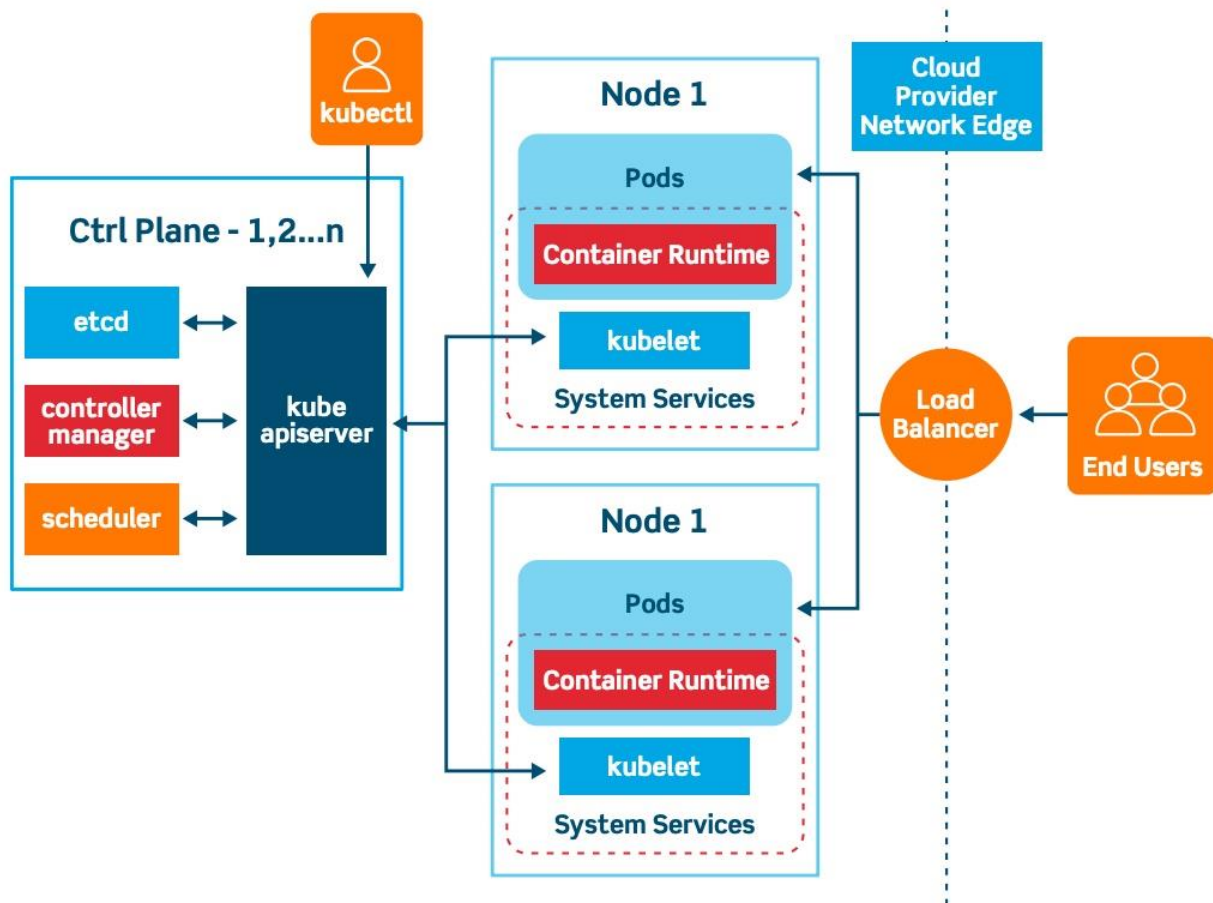 kubectl
Ctrl Plane - 1,2...n
etcd
controller
manager
scheduler
kube
apiserver
Node 1
Pods
Container Runtime
kubelet
System Services
Node 1
Pods
Container Runtime
kubelet
System Services
Cloud
Provider
Network Edge
Load
Balancer
End Users